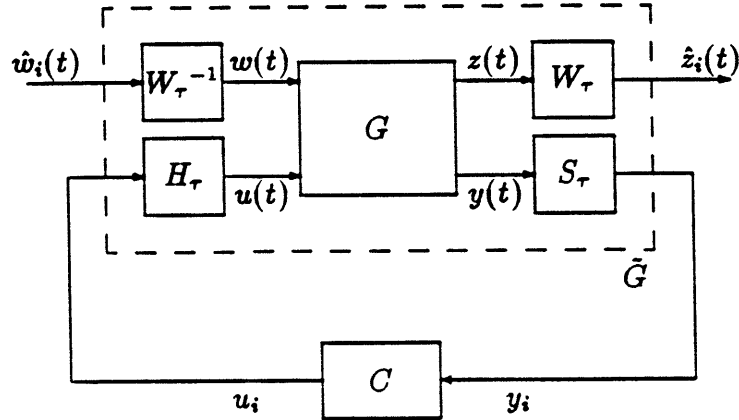 ŵᵢ(t)
W_τ⁻¹
w(t)
G
z(t)
W_τ
ẑᵢ(t)
H_τ
u(t)
y(t)
S_τ
G̃
C
uᵢ
yᵢ